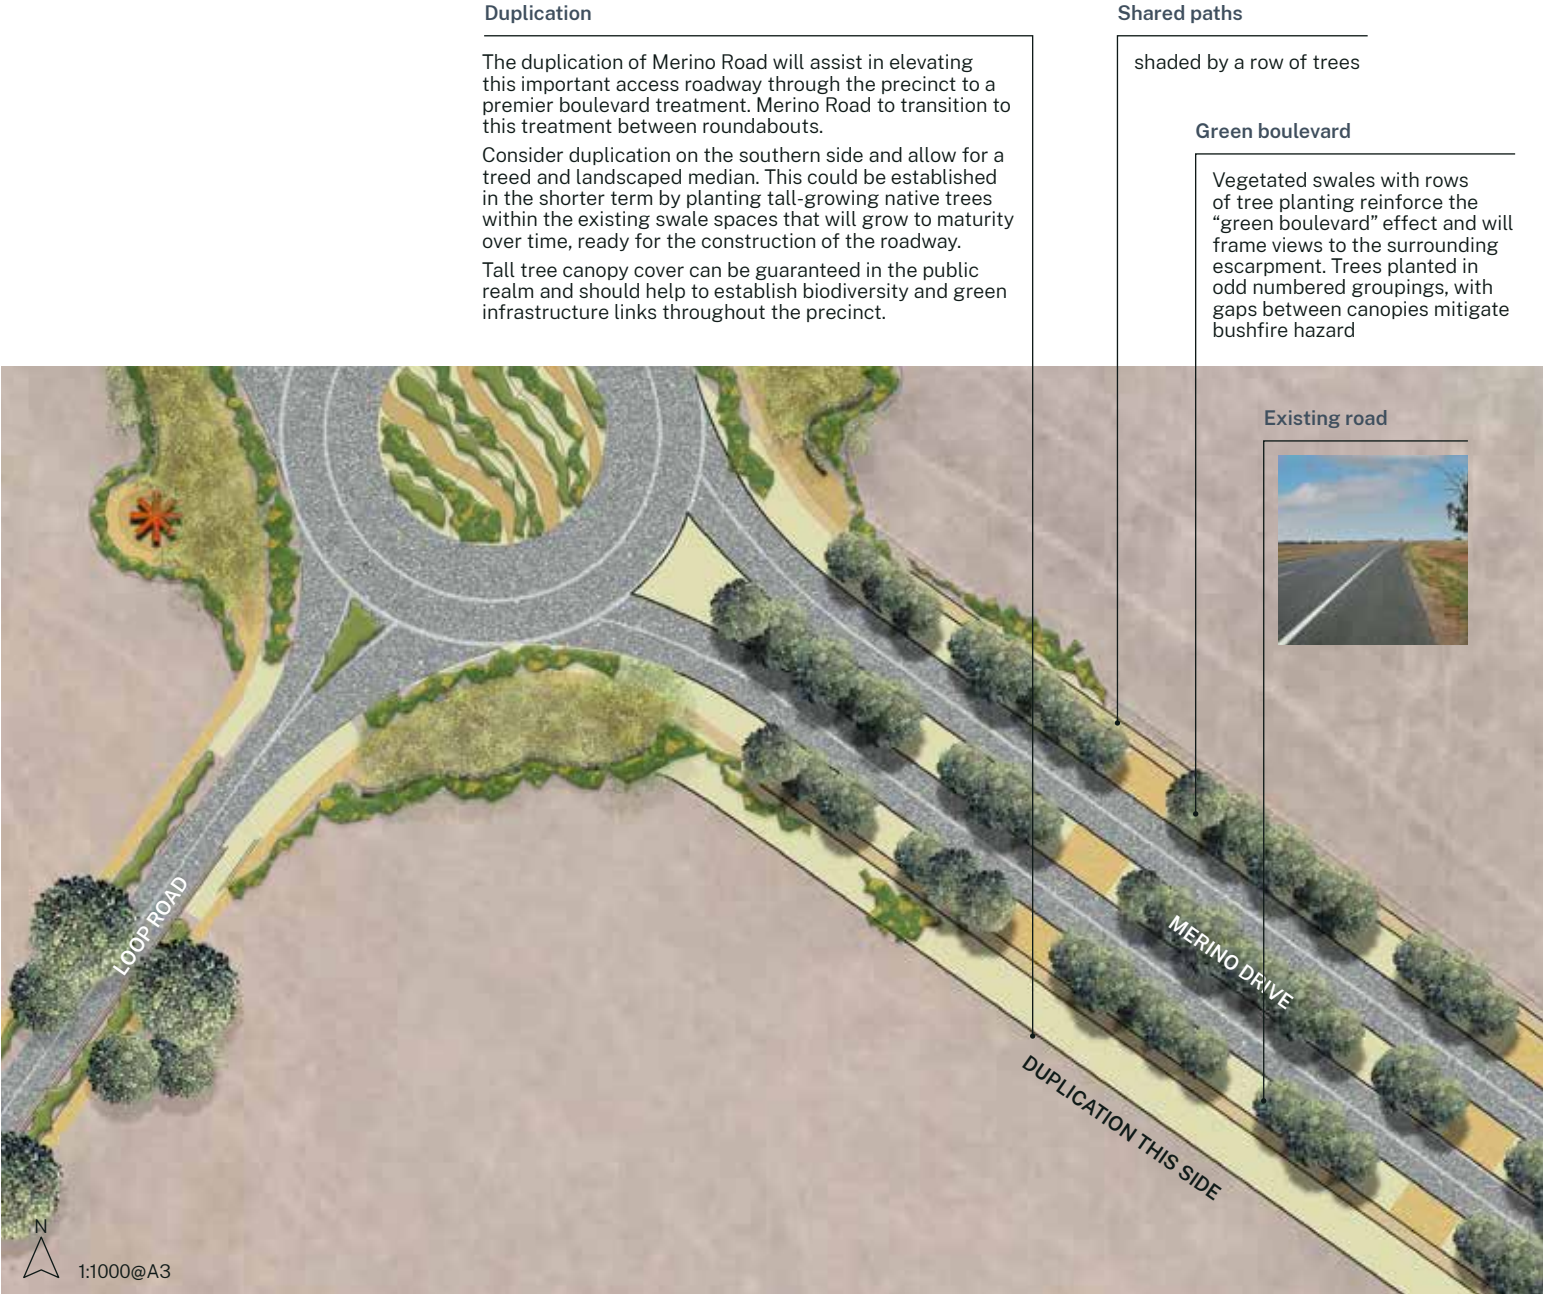 Duplication
The duplication of Merino Road will assist in elevating
this important access roadway through the precinct to a
premier boulevard treatment. Merino Road to transition to
this treatment between roundabouts.
Consider duplication on the southern side and allow for a
treed and landscaped median. This could be established
in the shorter term by planting tall-growing native trees
within the existing swale spaces that will grow to maturity
over time, ready for the construction of the roadway.
Tall tree canopy cover can be guaranteed in the public
realm and should help to establish biodiversity and green
infrastructure links throughout the precinct.
Shared paths
shaded by a row of trees
Green boulevard
Vegetated swales with rows
of tree planting reinforce the
“green boulevard” effect and will
frame views to the surrounding
escarpment. Trees planted in
odd numbered groupings, with
gaps between canopies mitigate
bushfire hazard
Existing road
LOOP ROAD
MERINO DRIVE
DUPLICATION THIS SIDE
N
1:1000@A3